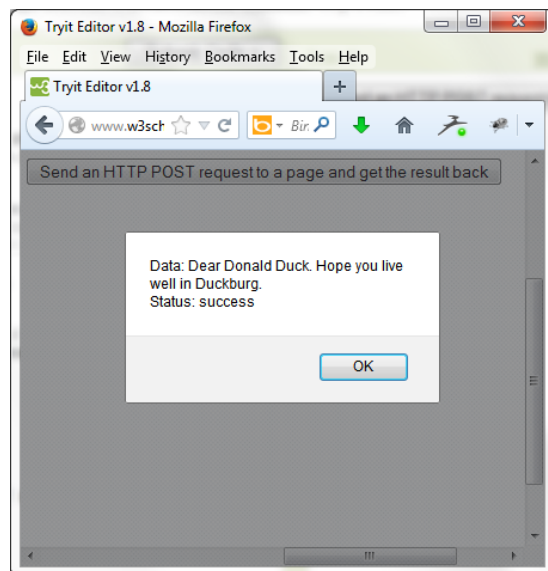 Tryit Editor v1.8 - Mozilla Firefox
File Edit View History Bookmarks Tools Help
Tryit Editor v1.8
www.w3sch
Bin
Send an HTTP POST request to a page and get the result back
Data: Dear Donald Duck. Hope you live
well in Duckburg.
Status: success
OK